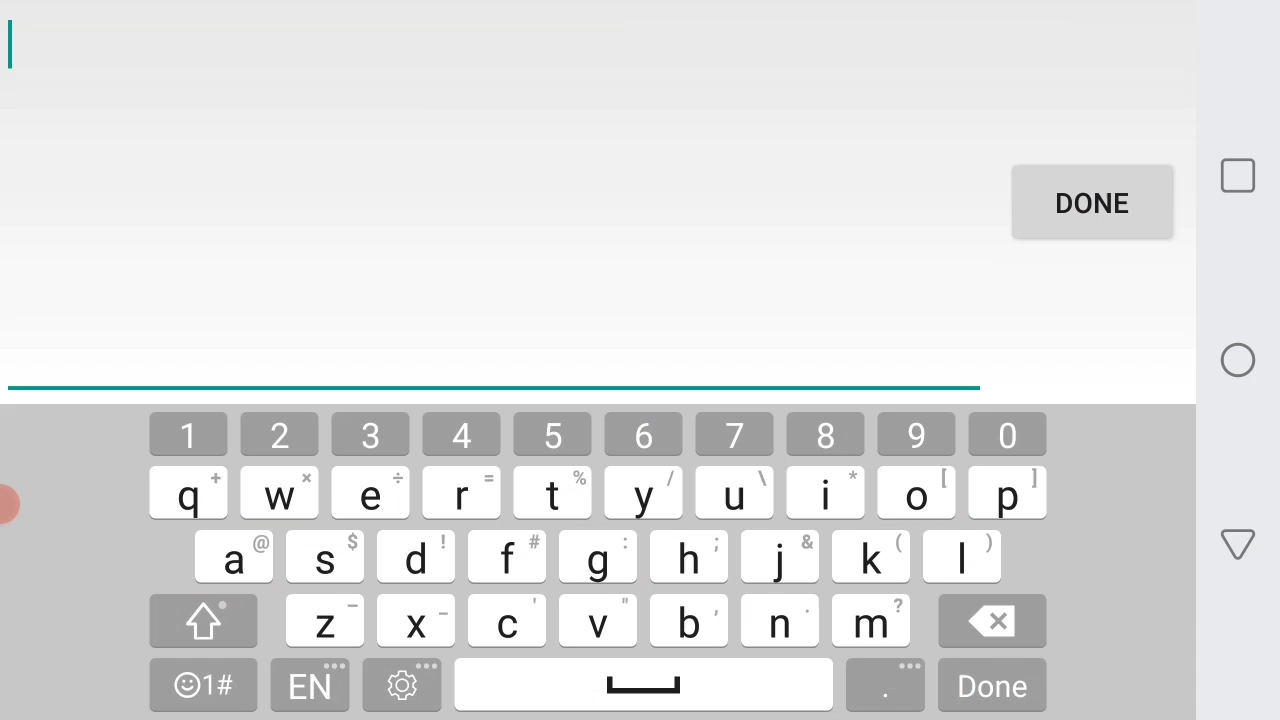 DONE
1 2 3 4 5 6 7 8 9 0
q + w × e ÷ r = t % y / u \ i * o [ p ]
a @ s $ d ! f # g : h ; j & k ( l )
z – x _ c ' v " b , n . m ?
1# EN . Done